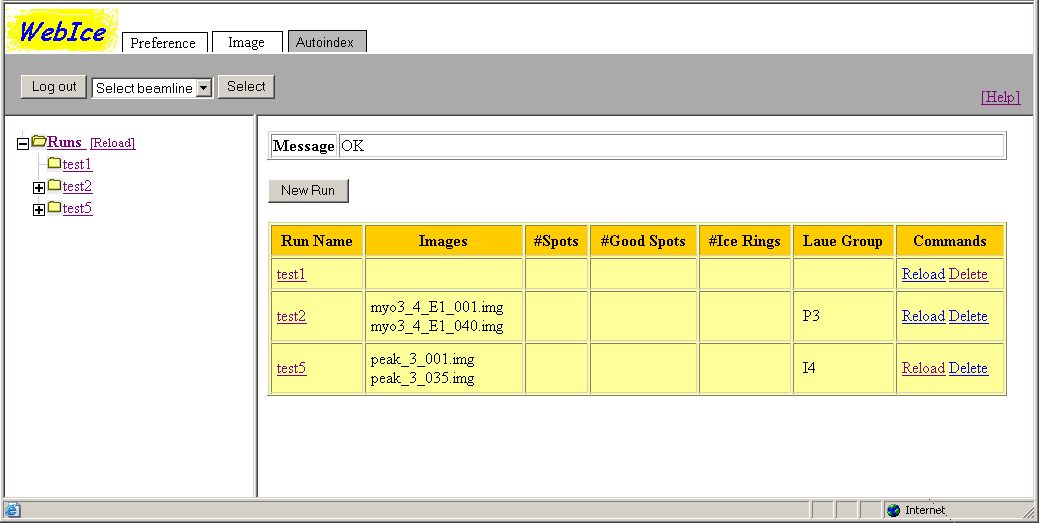 WebIce Preference Image Autoindex
Log out Select beamline Select
[Help]
Runs [Reload]
test1
test2
test5
Message OK
New Run
Run Name Images #Spots #Good Spots #Ice Rings Laue Group Commands
test1 Reload Delete
test2 myo3_4_E1_001.img
myo3_4_E1_040.img P3 Reload Delete
test5 peak_3_001.img
peak_3_035.img I4 Reload Delete
Internet